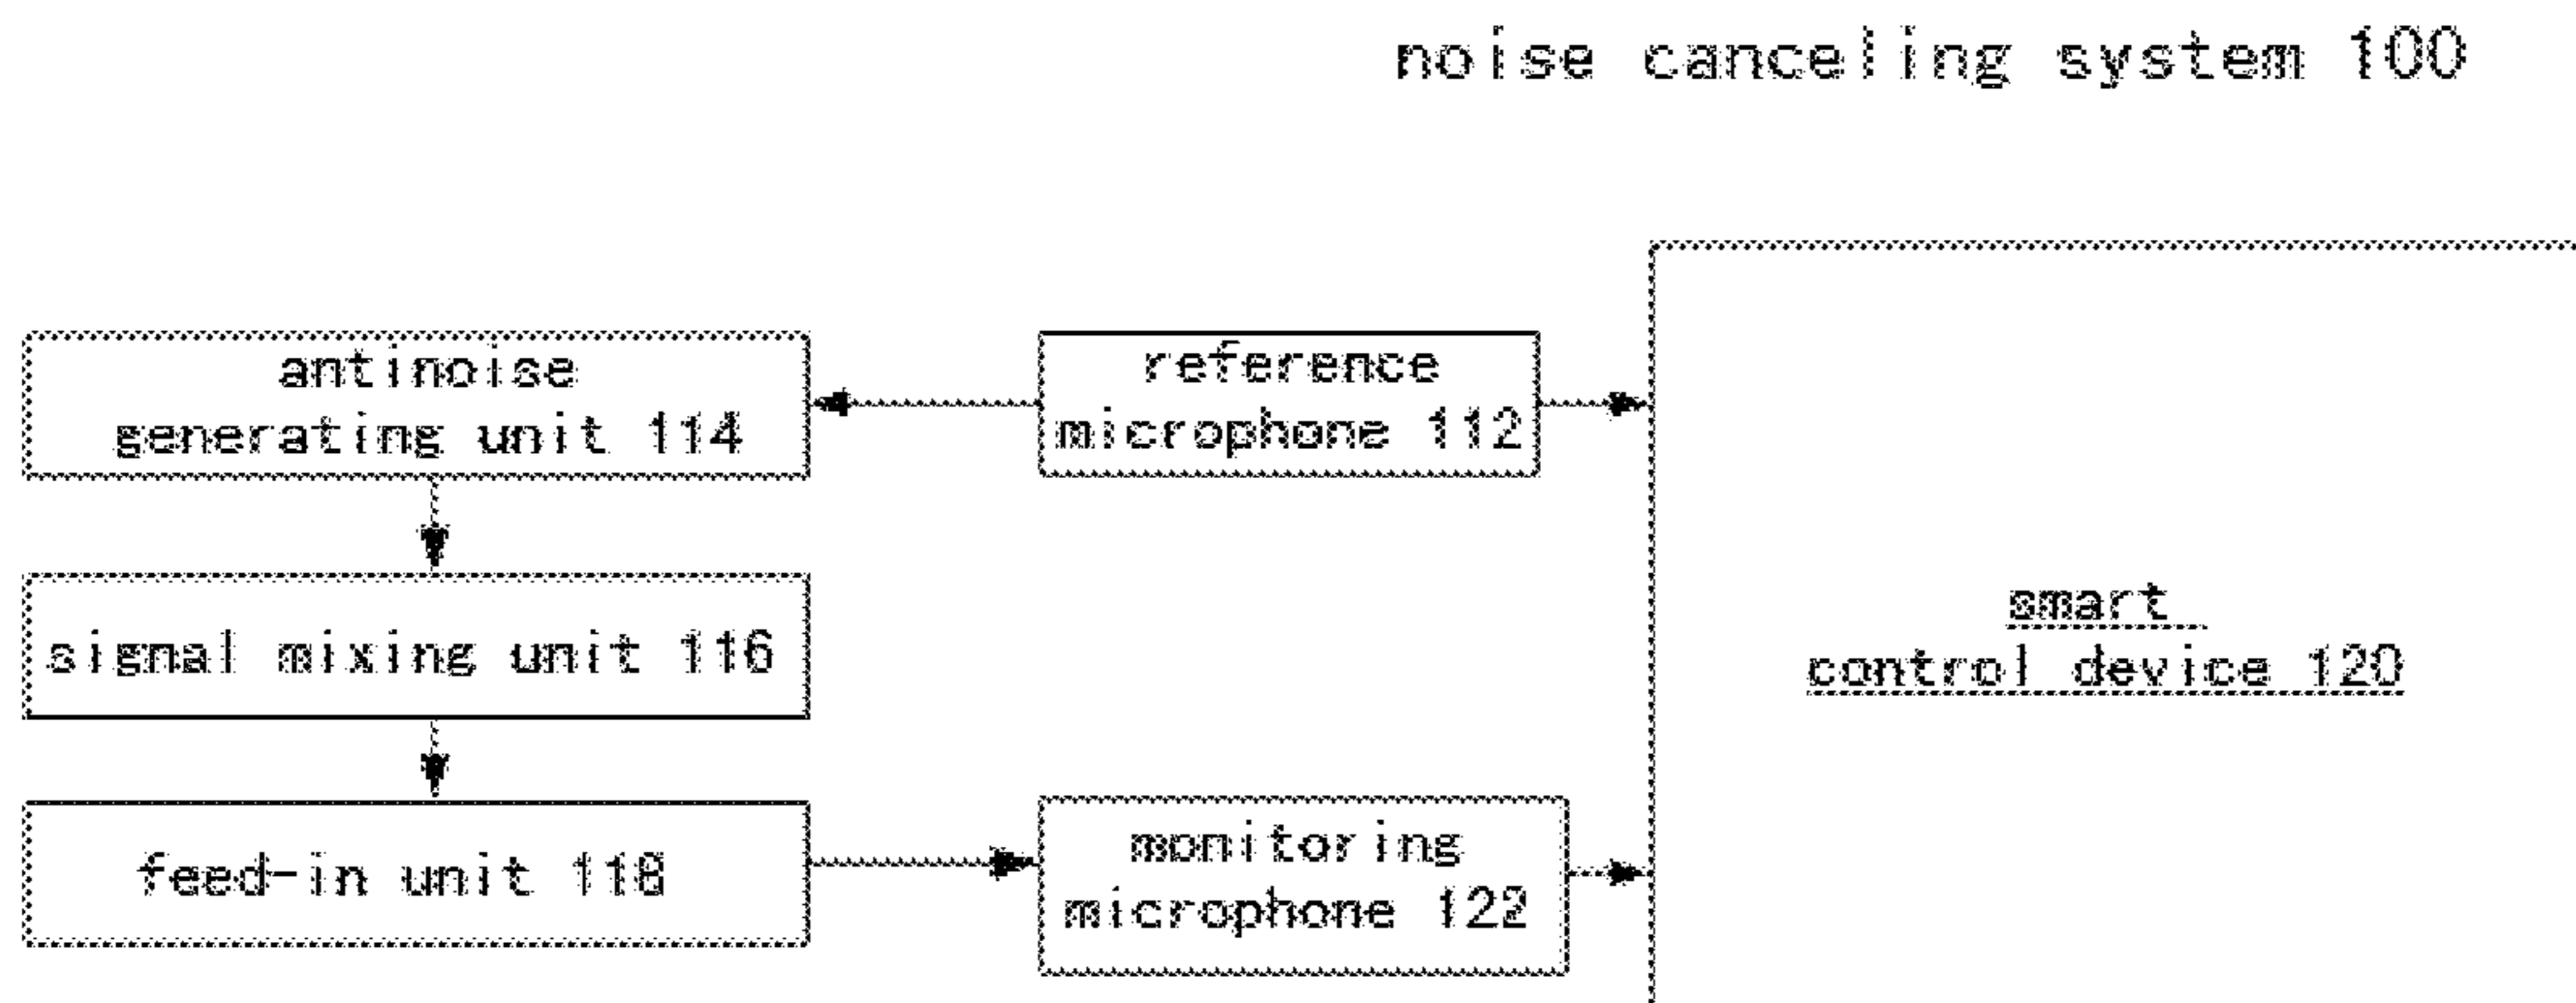 noise canceling system 100
antinoise
generating unit 114
reference
microphone 112
signal mixing unit 116
smart
control device 120
feed-in unit 118
monitoring
microphone 122